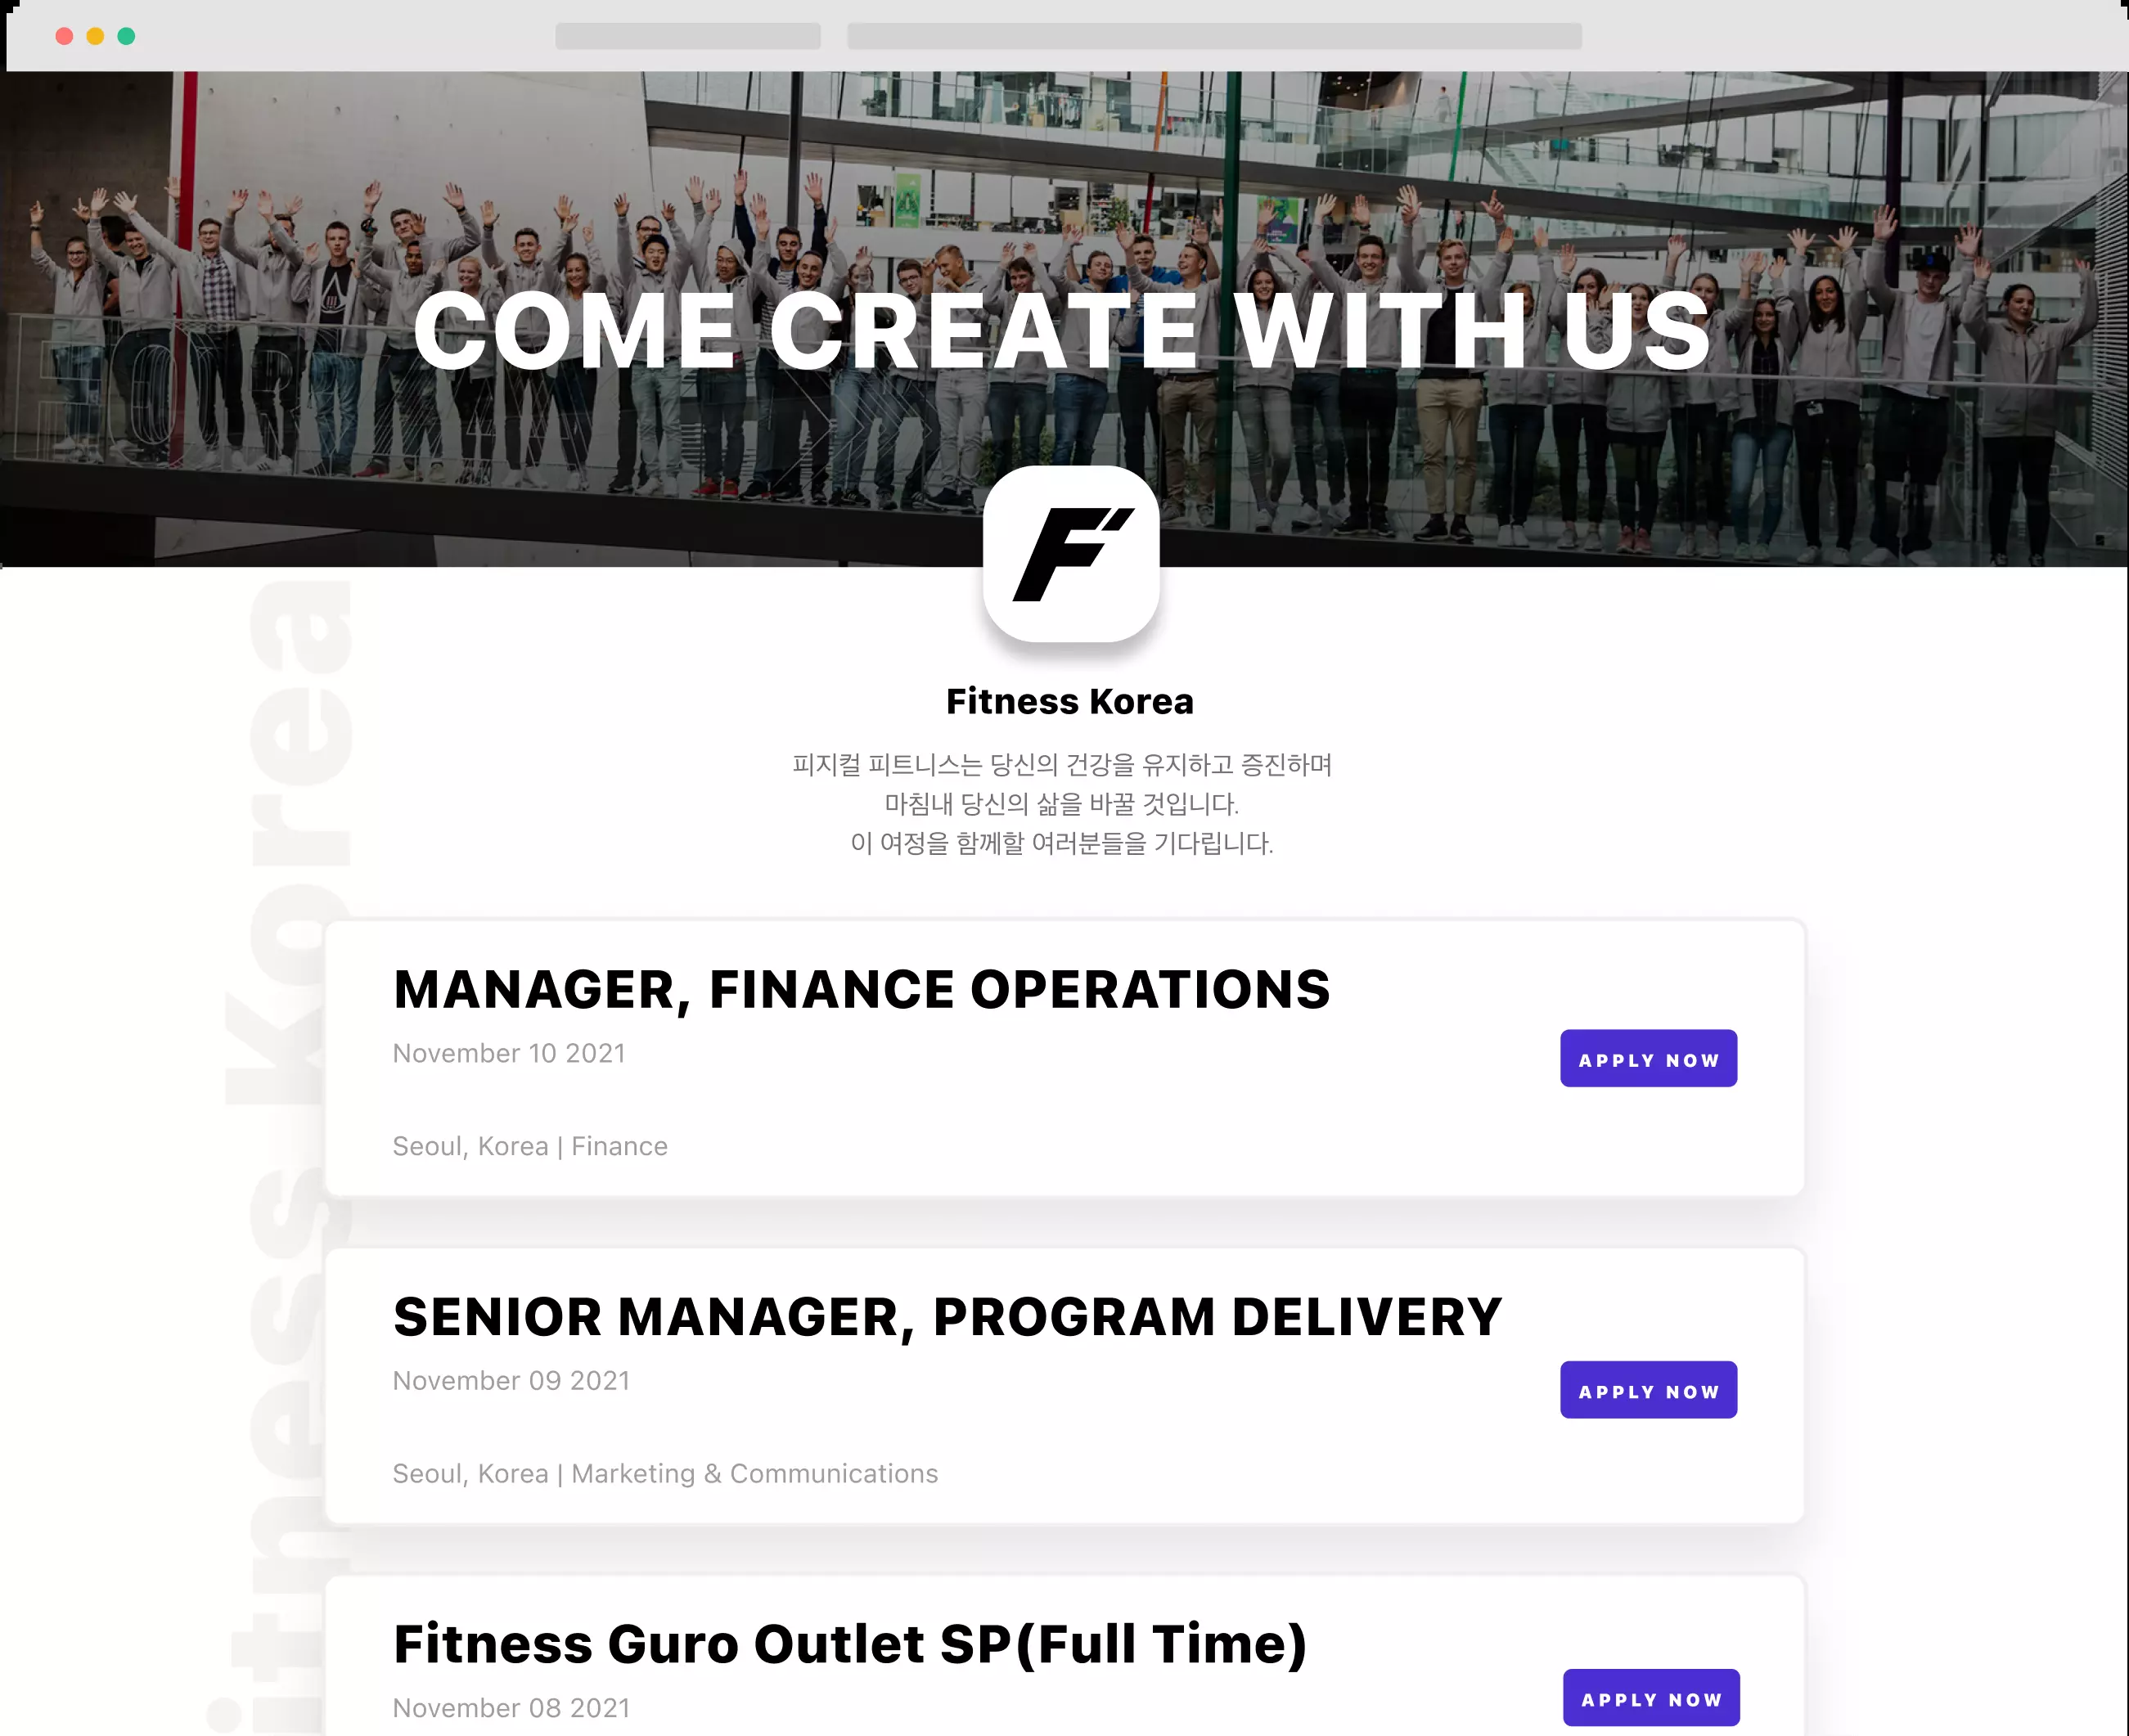 COME CREATE WITH US
F
Fitness Korea
피지컬 피트니스는 당신의 건강을 유지하고 증진하며
마침내 당신의 삶을 바꿀 것입니다.
이 여정을 함께할 여러분들을 기다립니다.
itness Korea
MANAGER, FINANCE OPERATIONS
November 10 2021
APPLY NOW
Seoul, Korea | Finance
SENIOR MANAGER, PROGRAM DELIVERY
November 09 2021
APPLY NOW
Seoul, Korea | Marketing & Communications
Fitness Guro Outlet SP(Full Time)
November 08 2021
APPLY NOW